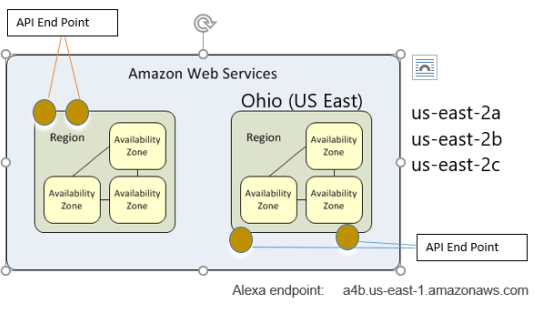 API End Point
Amazon Web Services
Ohio (US East)
us-east-2a
us-east-2b
us-east-2c
Region
Availability
Zone
Availability
Zone
Availability
Zone
Region
Availability
Zone
Availability
Zone
Availability
Zone
API End Point
Alexa endpoint: a4b.us-east-1.amazonaws.com